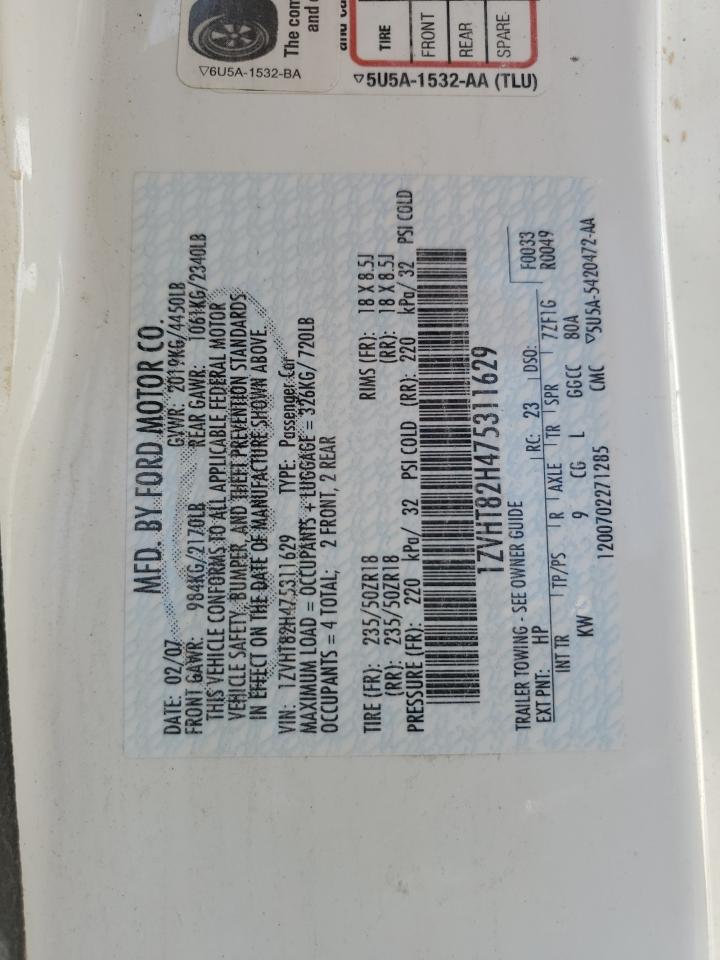 The com
and c
▽6U5A-1532-BA
and ca
TIRE
FRONT
REAR
SPARE
▽5U5A-1532-AA (TLU)
MFD. BY FORD MOTOR CO.
DATE: 02/07 GVWR: 2019KG/4450LB
FRONT GAWR: 984KG/2170LB REAR GAWR: 1061KG/2340LB
THIS VEHICLE CONFORMS TO ALL APPLICABLE FEDERAL MOTOR
VEHICLE SAFETY, BUMPER, AND THEFT PREVENTION STANDARDS
IN EFFECT ON THE DATE OF MANUFACTURE SHOWN ABOVE.
VIN: 1ZVHT82H475311629 TYPE: Passenger Car
MAXIMUM LOAD = OCCUPANTS + LUGGAGE = 326KG/720LB
OCCUPANTS = 4 TOTAL; 2 FRONT, 2 REAR
TIRE (FR): 235/50ZR18 RIMS (FR): 18 X 8.5J
(RR): 235/50ZR18 (RR): 18 X 8.5J
PRESSURE (FR): 220 kPa/ 32 PSI COLD (RR): 220 kPa/ 32 PSI COLD
1ZVHT82H475311629
TRAILER TOWING - SEE OWNER GUIDE
EXT PNT: HP RC: 23 DSO: F0033
R0049
INT TR TP/PS R AXLE TR SPR 7ZF1G
KW 9 CG L GGCC 80A
1200702271285 CMC ▽5U5A-5420472-AA